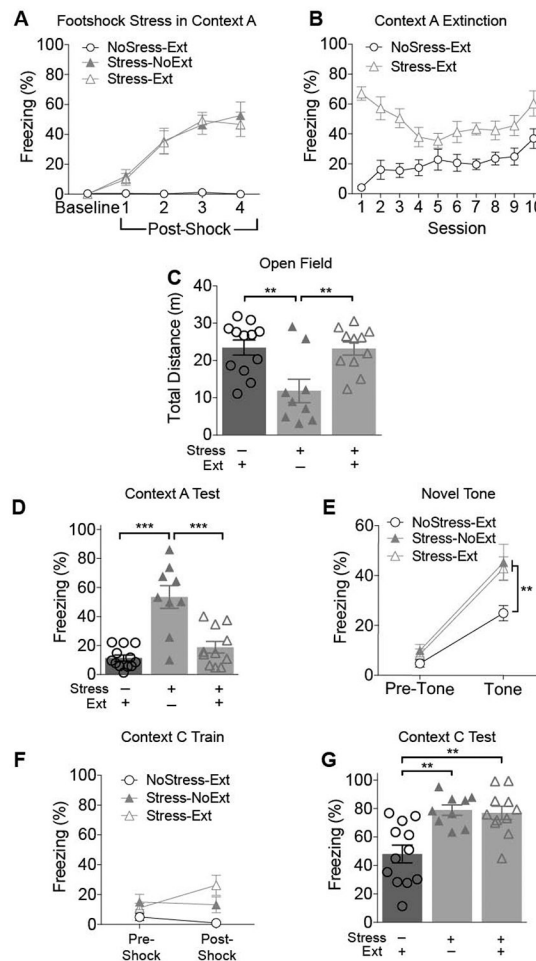 A Footshock Stress in Context A
NoSress-Ext
Stress-NoExt
Stress-Ext
Freezing (%)
100
80
60
40
20
0
Baseline 1 2 3 4
Post-Shock
B Context A Extinction
NoSress-Ext
Stress-Ext
Freezing (%)
100
80
60
40
20
0
1 2 3 4 5 6 7 8 9 10
Session
C Open Field
** **
Total Distance (m)
40
30
20
10
0
Stress – + +
Ext + – +
D Context A Test
*** ***
Freezing (%)
100
80
60
40
20
0
Stress – + +
Ext + – +
E Novel Tone
NoStress-Ext
Stress-NoExt
Stress-Ext
Freezing (%)
60
40
20
0
**
Pre-Tone Tone
F Context C Train
NoStress-Ext
Stress-NoExt
Stress-Ext
Freezing (%)
100
80
60
40
20
0
Pre- Post-
Shock Shock
G Context C Test
**
**
Freezing (%)
100
80
60
40
20
0
Stress – + +
Ext + – +